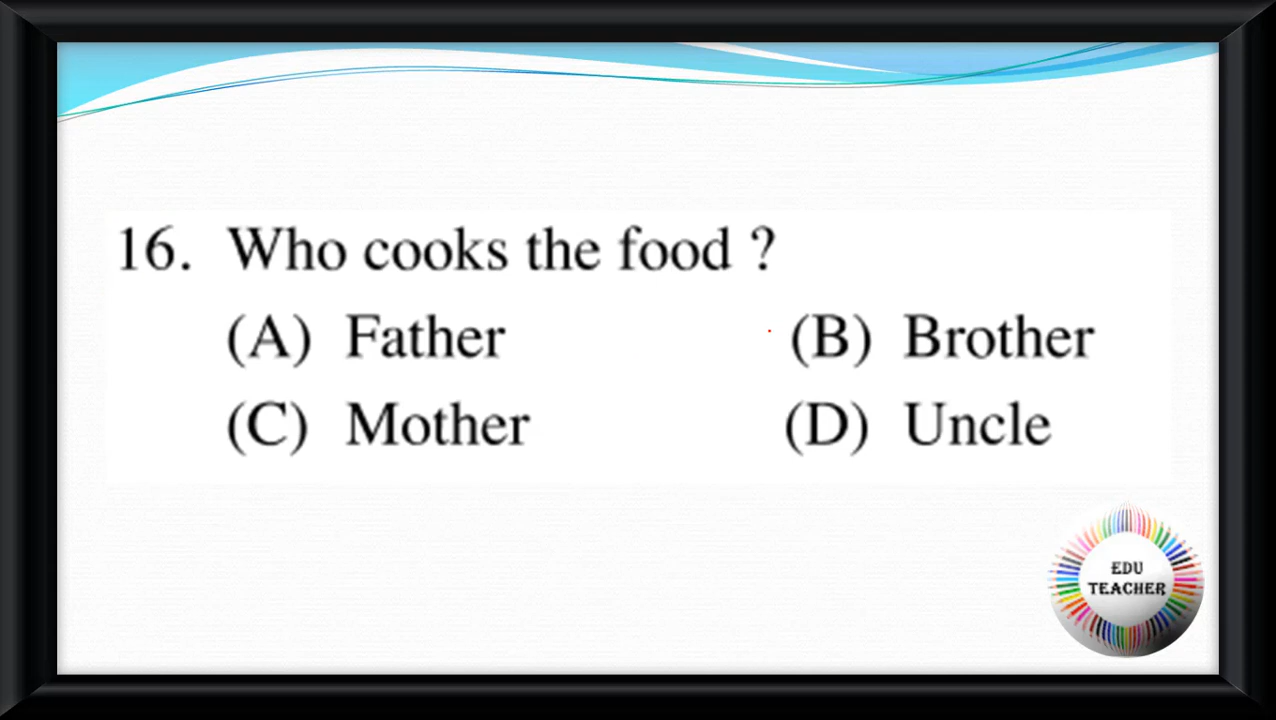 16. Who cooks the food ?
(A) Father (B) Brother
(C) Mother (D) Uncle
EDU
TEACHER